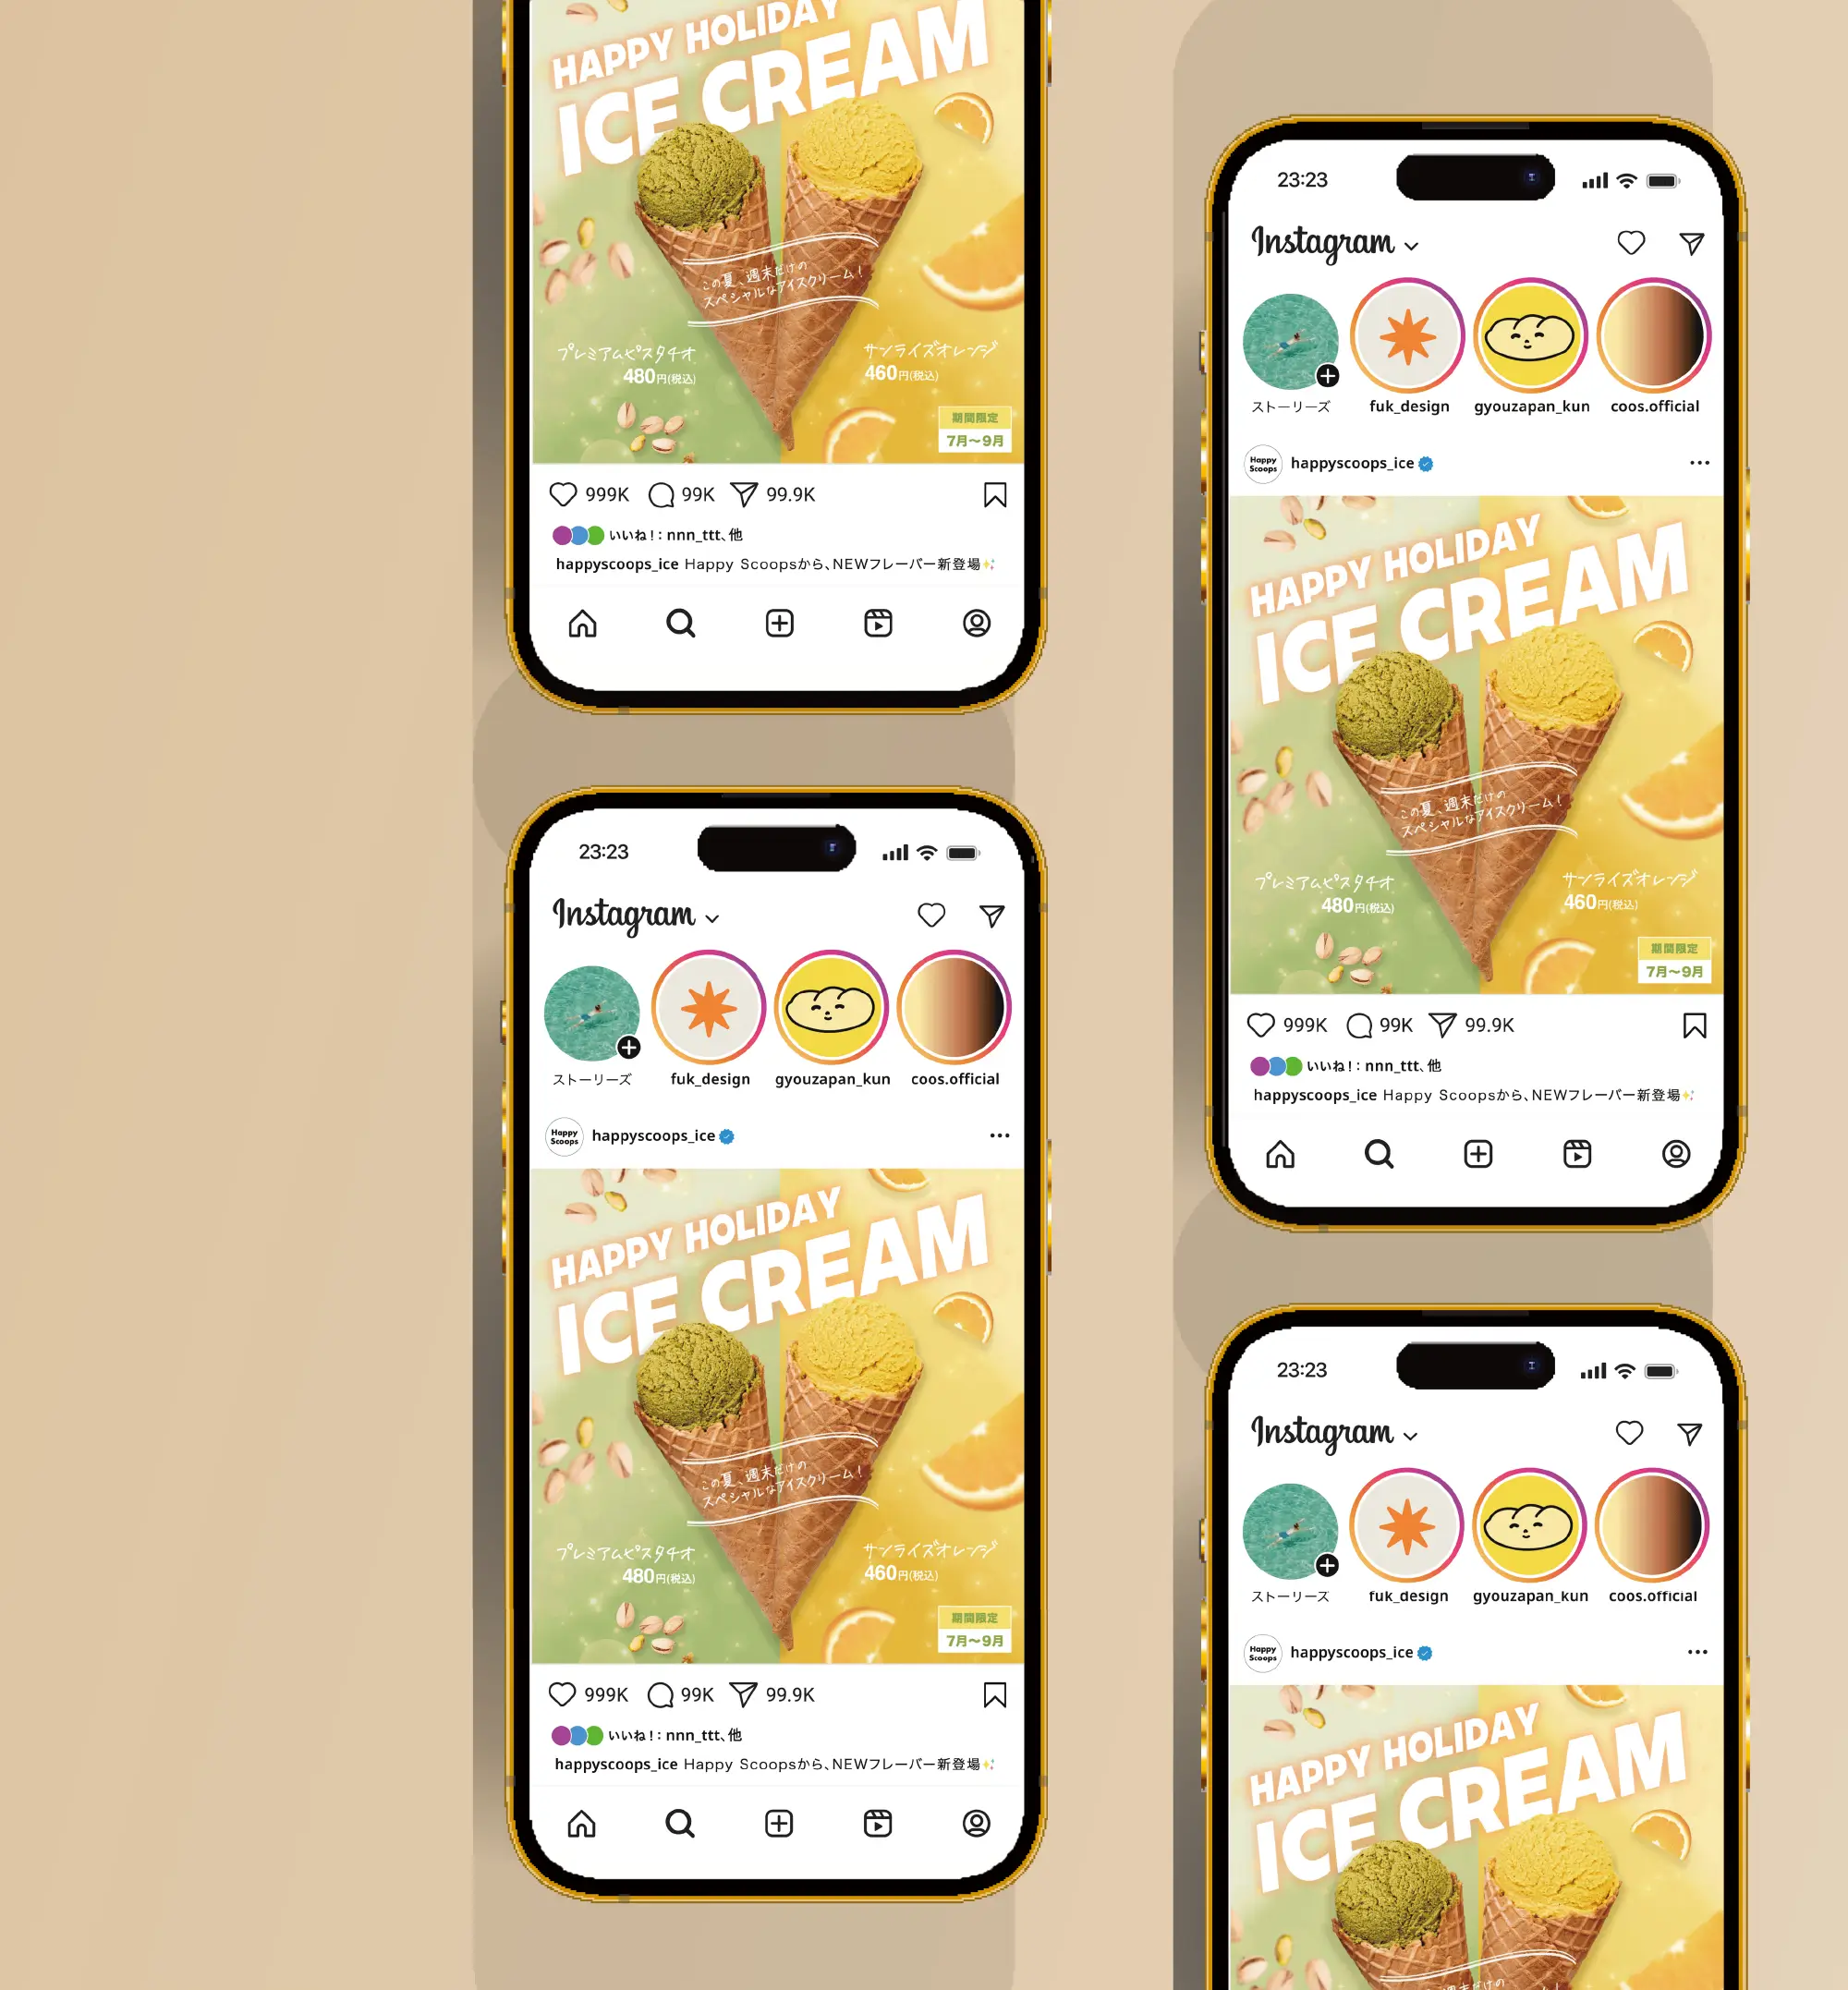 HAPPY HOLIDAY
ICE CREAM
この夏、週末だけの
スペシャルなアイスクリーム！
プレミアムピスタチオ
480円(税込)
サンライズオレンジ
460円(税込)
期間限定
7月〜9月
999K 99K 99.9K
いいね！: nnn_ttt、他
happyscoops_ice Happy Scoopsから、NEWフレーバー新登場✨
23:23
Instagram
ストーリーズ fuk_design gyouzapan_kun coos.official
Happy
Scoops
happyscoops_ice
HAPPY HOLIDAY
ICE CREAM
この夏、週末だけの
スペシャルなアイスクリーム！
プレミアムピスタチオ
480円(税込)
サンライズオレンジ
460円(税込)
期間限定
7月〜9月
999K 99K 99.9K
いいね！: nnn_ttt、他
happyscoops_ice Happy Scoopsから、NEWフレーバー新登場✨
23:23
Instagram
ストーリーズ fuk_design gyouzapan_kun coos.official
Happy
Scoops
happyscoops_ice
HAPPY HOLIDAY
ICE CREAM
この夏、週末だけの
スペシャルなアイスクリーム！
プレミアムピスタチオ
480円(税込)
サンライズオレンジ
460円(税込)
期間限定
7月〜9月
999K 99K 99.9K
いいね！: nnn_ttt、他
happyscoops_ice Happy Scoopsから、NEWフレーバー新登場✨
23:23
Instagram
ストーリーズ fuk_design gyouzapan_kun coos.official
Happy
Scoops
happyscoops_ice
HAPPY HOLIDAY
ICE CREAM